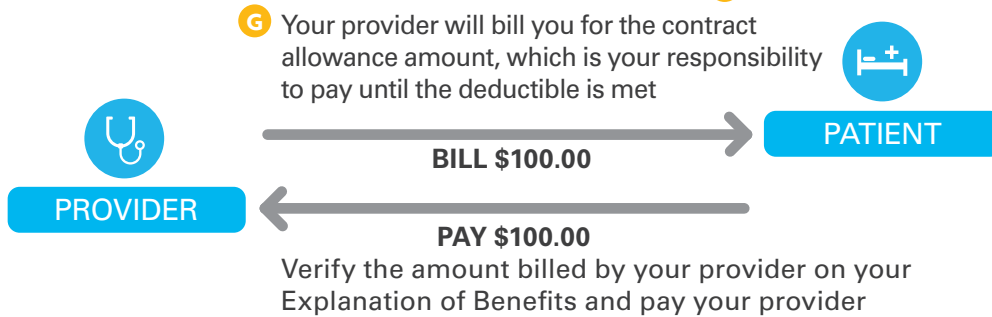 G Your provider will bill you for the contract
allowance amount, which is your responsibility
to pay until the deductible is met
PATIENT
BILL $100.00
PROVIDER
PAY $100.00
Verify the amount billed by your provider on your
Explanation of Benefits and pay your provider